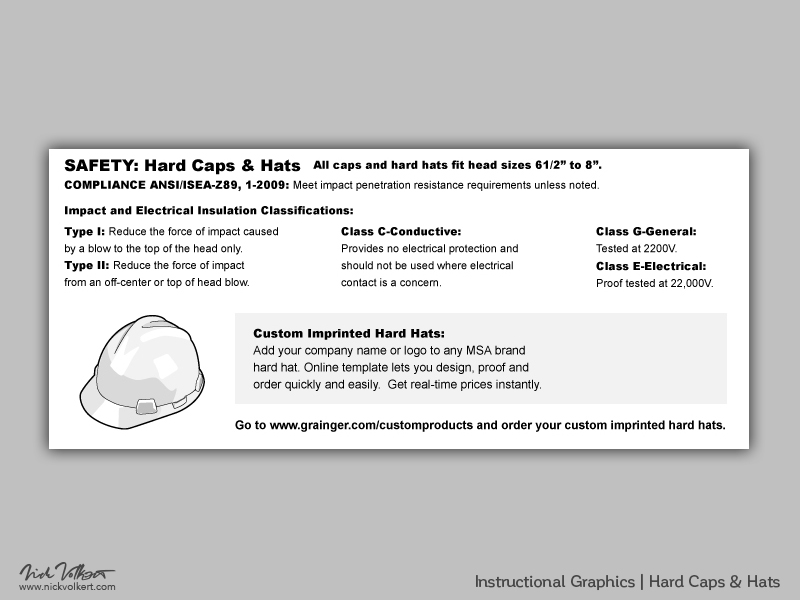 SAFETY: Hard Caps & Hats All caps and hard hats fit head sizes 61/2” to 8”.
COMPLIANCE ANSI/ISEA-Z89, 1-2009: Meet impact penetration resistance requirements unless noted.
Impact and Electrical Insulation Classifications:
Type I: Reduce the force of impact caused
by a blow to the top of the head only.
Type II: Reduce the force of impact
from an off-center or top of head blow.
Class C-Conductive:
Provides no electrical protection and
should not be used where electrical
contact is a concern.
Class G-General:
Tested at 2200V.
Class E-Electrical:
Proof tested at 22,000V.
Custom Imprinted Hard Hats:
Add your company name or logo to any MSA brand
hard hat. Online template lets you design, proof and
order quickly and easily. Get real-time prices instantly.
Go to www.grainger.com/customproducts and order your custom imprinted hard hats.
Nick Volkert
www.nickvolkert.com
Instructional Graphics | Hard Caps & Hats